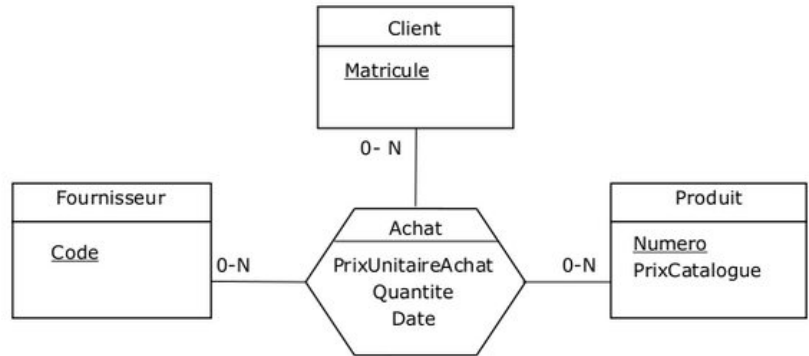 Client
Matricule
0- N
Fournisseur
Code
0-N
Achat
PrixUnitaireAchat
Quantite
Date
0-N
Produit
Numero
PrixCatalogue